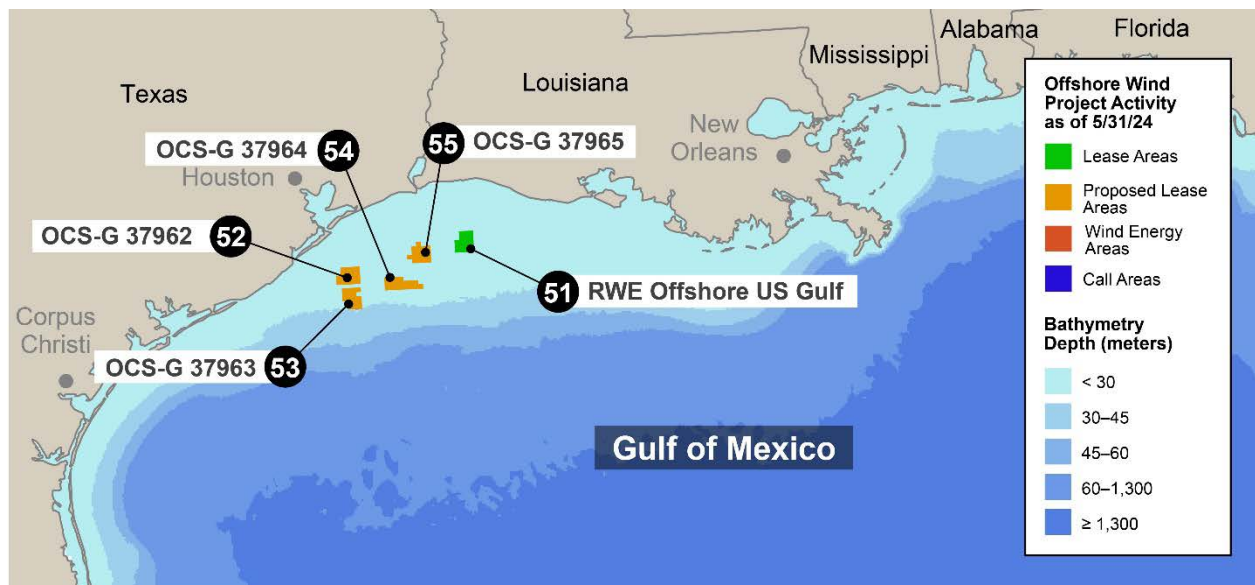 Alabama
Florida
Mississippi
Louisiana
Texas
New
Orleans
OCS-G 37964
54
55
OCS-G 37965
Houston
OCS-G 37962
52
51
RWE Offshore US Gulf
Corpus
Christi
OCS-G 37963
53
Gulf of Mexico
Offshore Wind
Project Activity
as of 5/31/24
Lease Areas
Proposed Lease
Areas
Wind Energy
Areas
Call Areas
Bathymetry
Depth (meters)
< 30
30–45
45–60
60–1,300
≥ 1,300